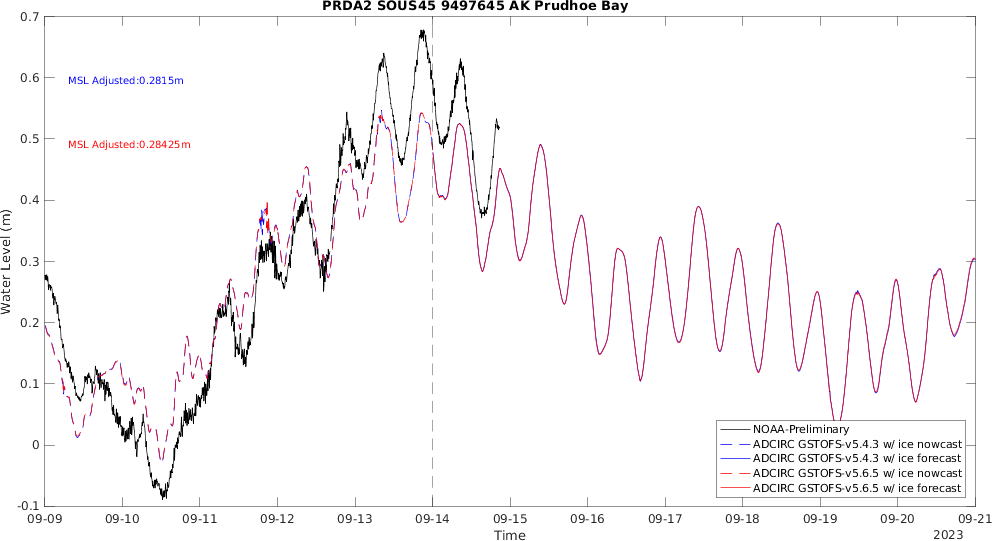 PRDA2 SOUS45 9497645 AK Prudhoe Bay
0.7
0.6
0.5
0.4
0.3
0.2
0.1
0
-0.1
Water Level (m)
MSL Adjusted:0.2815m
MSL Adjusted:0.28425m
NOAA-Preliminary
ADCIRC GSTOFS-v5.4.3 w/ ice nowcast
ADCIRC GSTOFS-v5.4.3 w/ ice forecast
ADCIRC GSTOFS-v5.6.5 w/ ice nowcast
ADCIRC GSTOFS-v5.6.5 w/ ice forecast
09-09 09-10 09-11 09-12 09-13 09-14 09-15 09-16 09-17 09-18 09-19 09-20 09-21
Time
2023